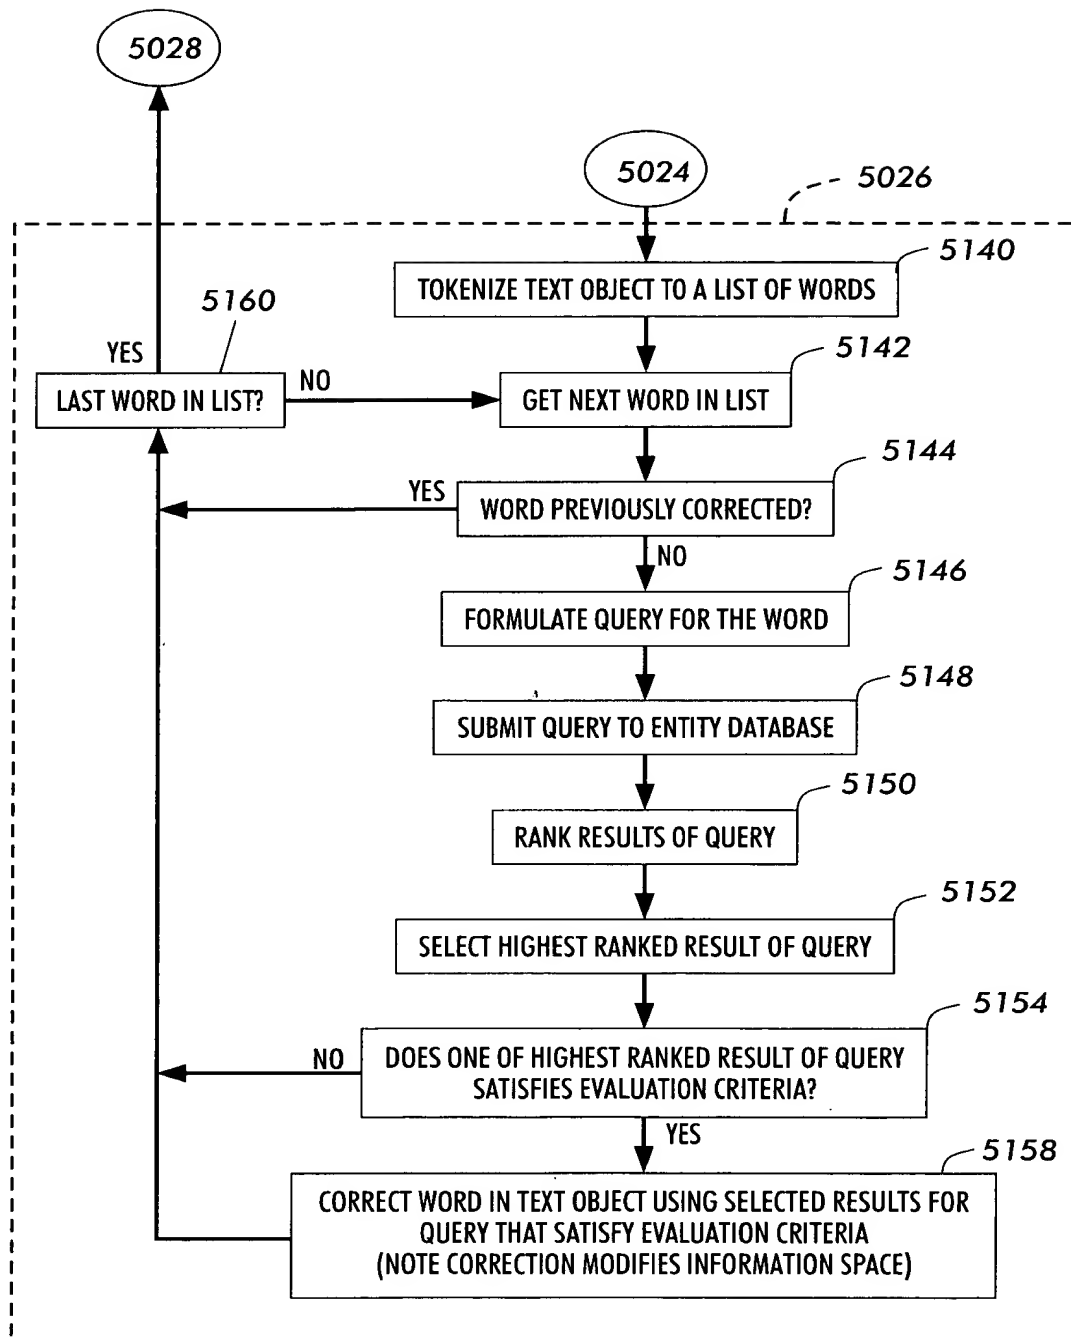 5028
5024
5026
5140
TOKENIZE TEXT OBJECT TO A LIST OF WORDS
5160
YES
5142
LAST WORD IN LIST?
NO
GET NEXT WORD IN LIST
5144
YES
WORD PREVIOUSLY CORRECTED?
NO
5146
FORMULATE QUERY FOR THE WORD
5148
SUBMIT QUERY TO ENTITY DATABASE
5150
RANK RESULTS OF QUERY
5152
SELECT HIGHEST RANKED RESULT OF QUERY
5154
NO
DOES ONE OF HIGHEST RANKED RESULT OF QUERY
SATISFIES EVALUATION CRITERIA?
YES
5158
CORRECT WORD IN TEXT OBJECT USING SELECTED RESULTS FOR
QUERY THAT SATISFY EVALUATION CRITERIA
(NOTE CORRECTION MODIFIES INFORMATION SPACE)